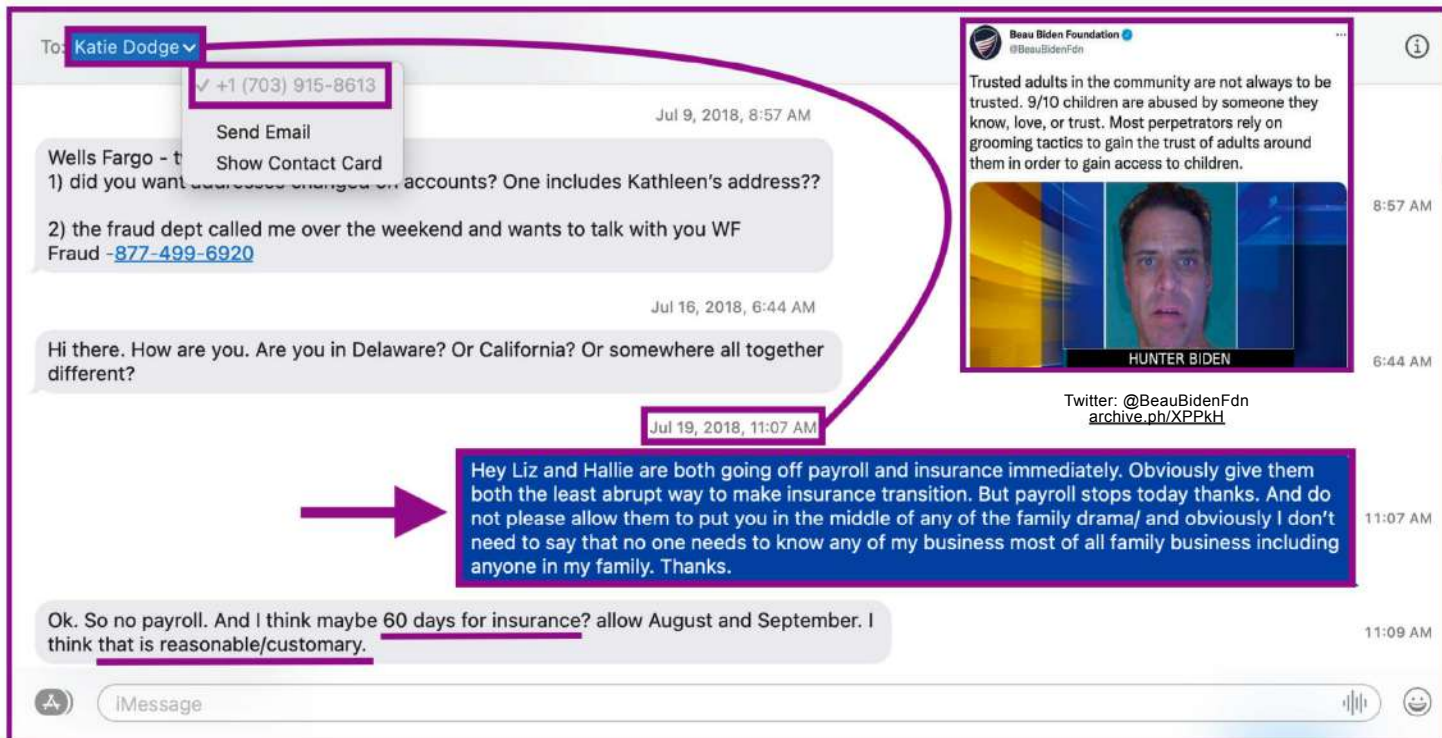 To: Katie Dodge
+1 (703) 915-8613
Send Email
Show Contact Card
Jul 9, 2018, 8:57 AM
Wells Fargo -
1) did you want addresses changed on accounts? One includes Kathleen's address??
2) the fraud dept called me over the weekend and wants to talk with you WF
Fraud -877-499-6920
8:57 AM
Jul 16, 2018, 6:44 AM
Hi there. How are you. Are you in Delaware? Or California? Or somewhere all together
different?
6:44 AM
Beau Biden Foundation
@BeauBidenFdn
Trusted adults in the community are not always to be
trusted. 9/10 children are abused by someone they
know, love, or trust. Most perpetrators rely on
grooming tactics to gain the trust of adults around
them in order to gain access to children.
HUNTER BIDEN
Twitter: @BeauBidenFdn
archive.ph/XPPkH
Jul 19, 2018, 11:07 AM
Hey Liz and Hallie are both going off payroll and insurance immediately. Obviously give them
both the least abrupt way to make insurance transition. But payroll stops today thanks. And do
not please allow them to put you in the middle of any of the family drama/ and obviously I don't
need to say that no one needs to know any of my business most of all family business including
anyone in my family. Thanks.
11:07 AM
Ok. So no payroll. And I think maybe 60 days for insurance? allow August and September. I
think that is reasonable/customary.
11:09 AM
iMessage